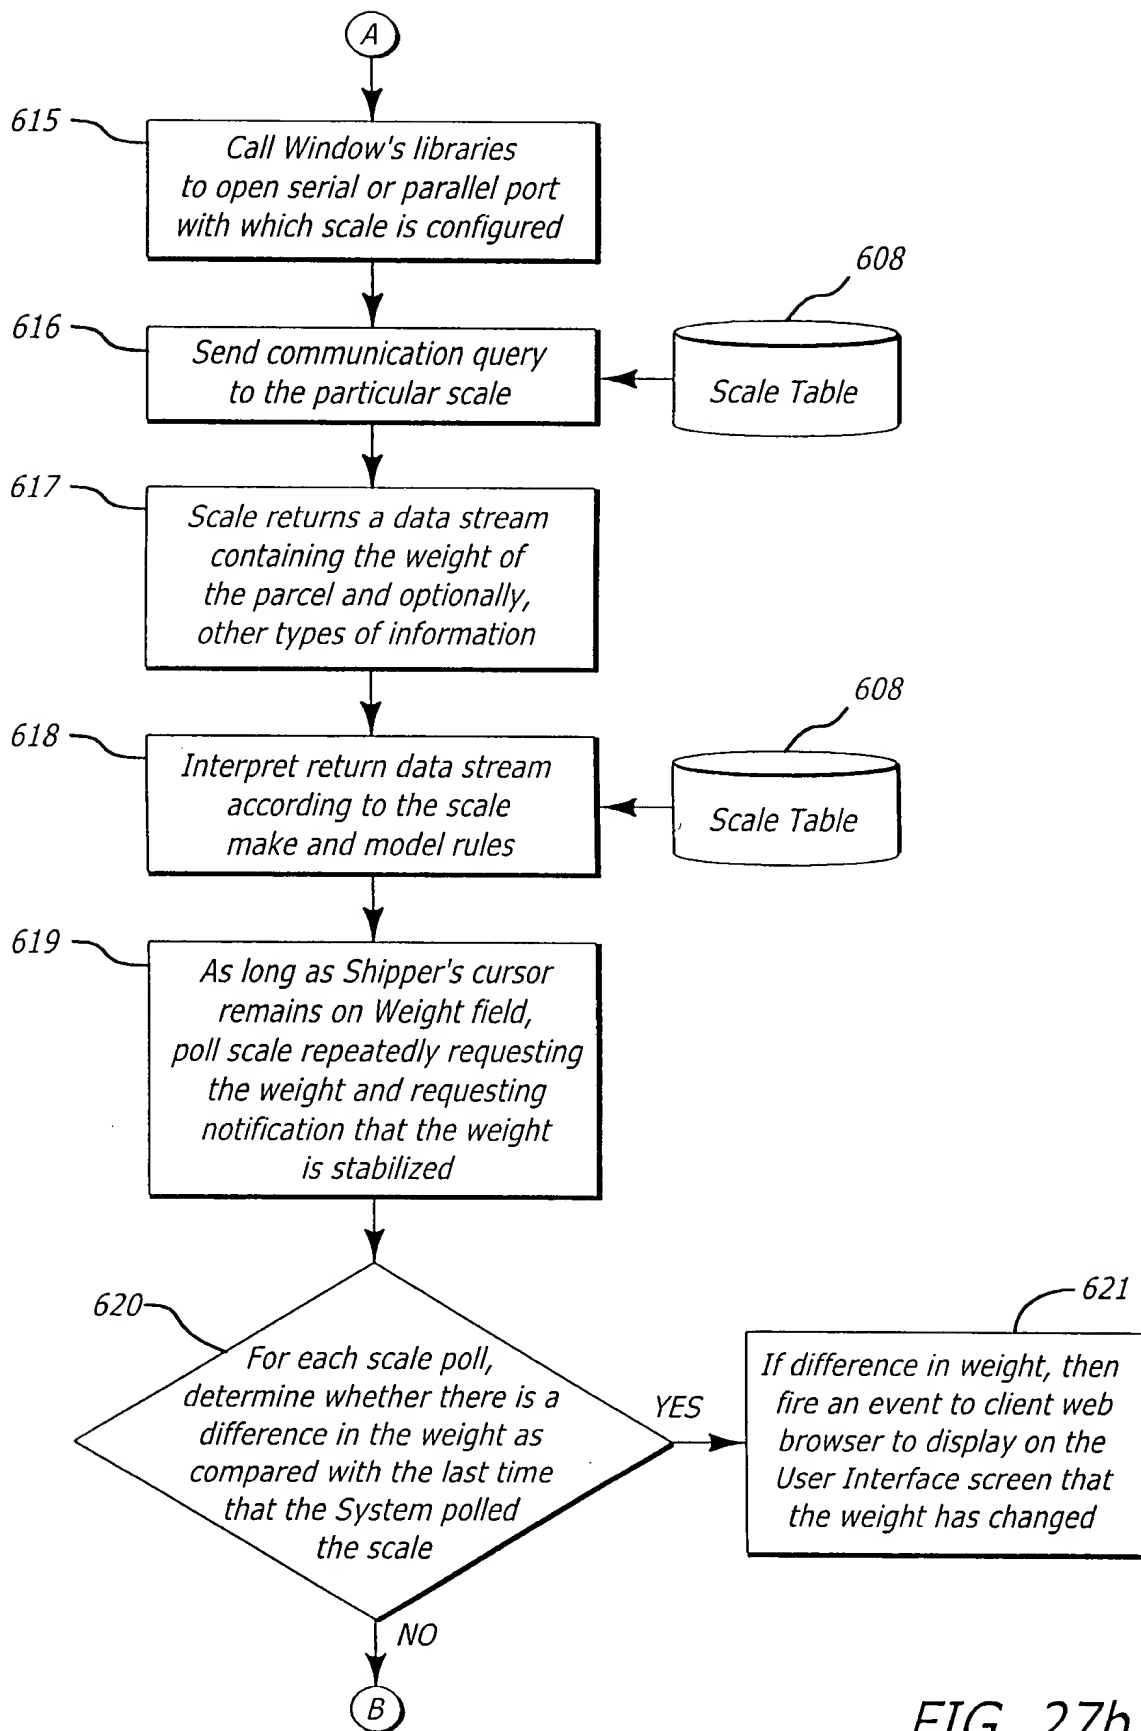 A
615
Call Window's libraries
to open serial or parallel port
with which scale is configured
608
616
Send communication query
to the particular scale
Scale Table
617
Scale returns a data stream
containing the weight of
the parcel and optionally,
other types of information
608
618
Interpret return data stream
according to the scale
make and model rules
Scale Table
619
As long as Shipper's cursor
remains on Weight field,
poll scale repeatedly requesting
the weight and requesting
notification that the weight
is stabilized
620
For each scale poll,
determine whether there is a
difference in the weight as
compared with the last time
that the System polled
the scale
YES
621
If difference in weight, then
fire an event to client web
browser to display on the
User Interface screen that
the weight has changed
NO
B
FIG. 27b